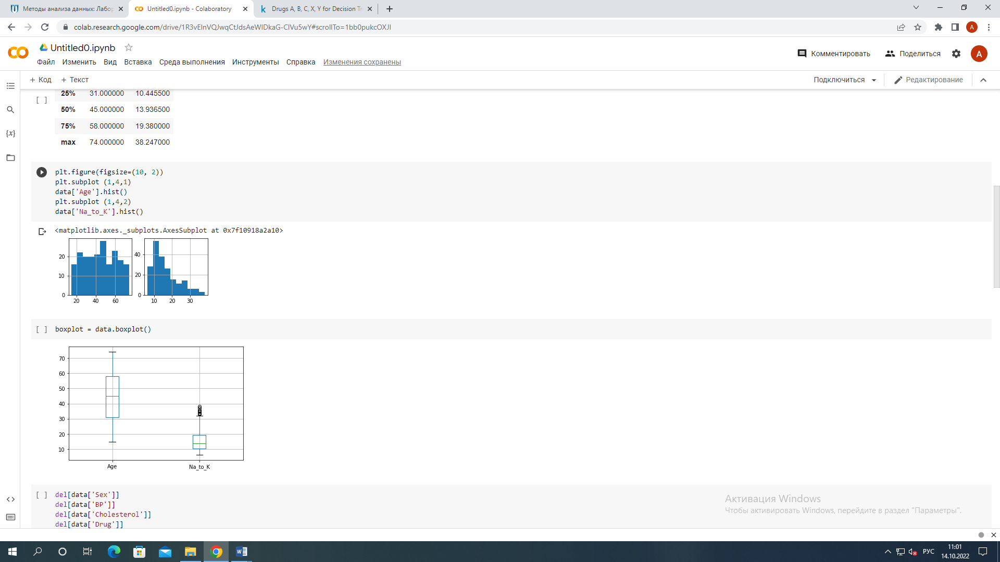 Методы анализа данных: Лабор
Untitled0.ipynb - Colaboratory
Drugs A, B, C, X, Y for Decision Tr
colab.research.google.com/drive/1R3vEInVQJwqCtJdsAeWIDkaG-ClVu5wY#scrollTo=1bb0pukcOXJI
A
Untitled0.ipynb
Комментировать
Поделиться
A
Файл Изменить Вид Вставка Среда выполнения Инструменты Справка Изменения сохранены
+ Код + Текст
Подключиться
Редактирование
[ ]
25% 31.000000 10.445500
50% 45.000000 13.936500
75% 58.000000 19.380000
max 74.000000 38.247000
{x}
plt.figure(figsize=(10, 2))
plt.subplot (1,4,1)
data['Age'].hist()
plt.subplot (1,4,2)
data['Na_to_K'].hist()
<matplotlib.axes._subplots.AxesSubplot at 0x7f10918a2a10>
20
10
0
20 40 60
40
20
0
10 20 30
[ ] boxplot = data.boxplot()
70
60
50
40
30
20
10
Age Na_to_K
[ ] del[data['Sex']]
del[data['BP']]
del[data['Cholesterol']]
del[data['Drug']]
Активация Windows
Чтобы активировать Windows, перейдите в раздел "Параметры".
РУС
11:01
14.10.2022